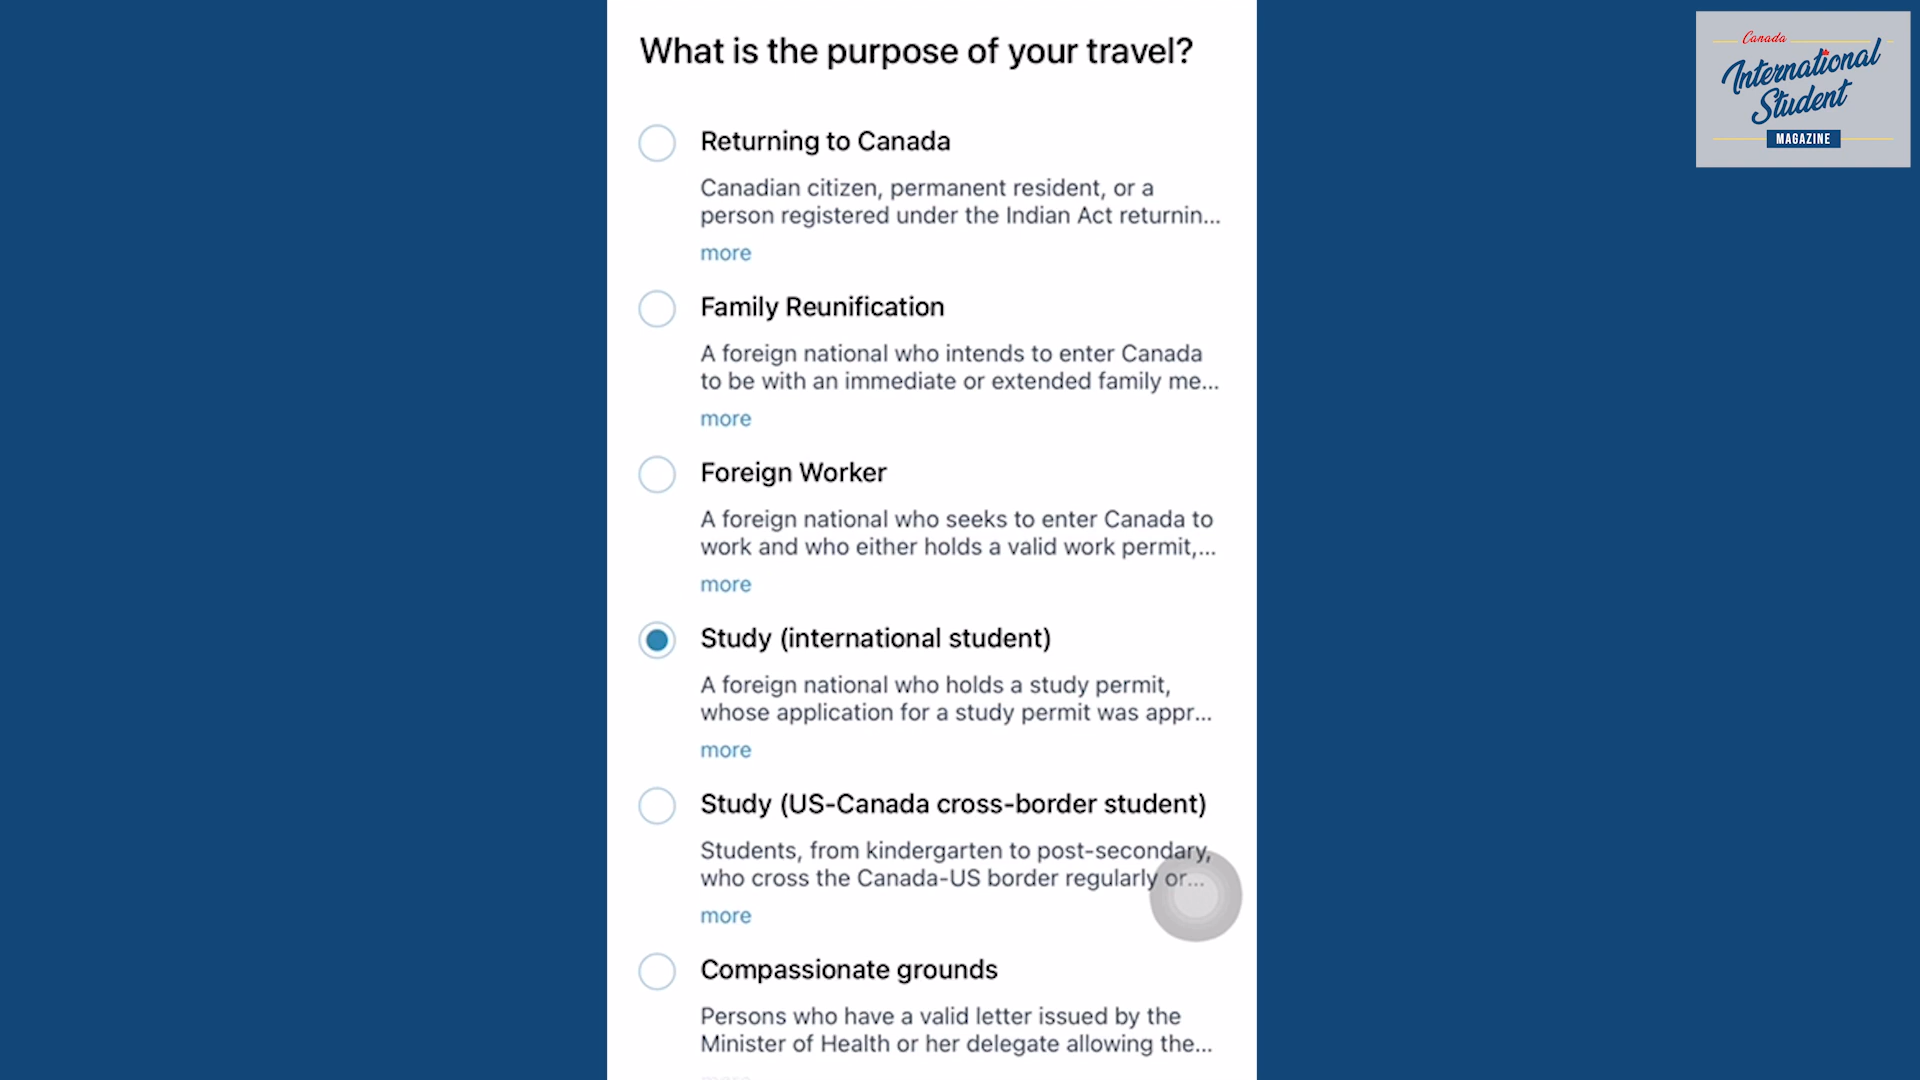 What is the purpose of your travel?
Returning to Canada
Canadian citizen, permanent resident, or a
person registered under the Indian Act returnin...
more
Family Reunification
A foreign national who intends to enter Canada
to be with an immediate or extended family me...
more
Foreign Worker
A foreign national who seeks to enter Canada to
work and who either holds a valid work permit,...
more
Study (international student)
A foreign national who holds a study permit,
whose application for a study permit was appr...
more
Study (US-Canada cross-border student)
Students, from kindergarten to post-secondary,
who cross the Canada-US border regularly or...
more
Compassionate grounds
Persons who have a valid letter issued by the
Minister of Health or her delegate allowing the...
more
Canada
International
Student
MAGAZINE